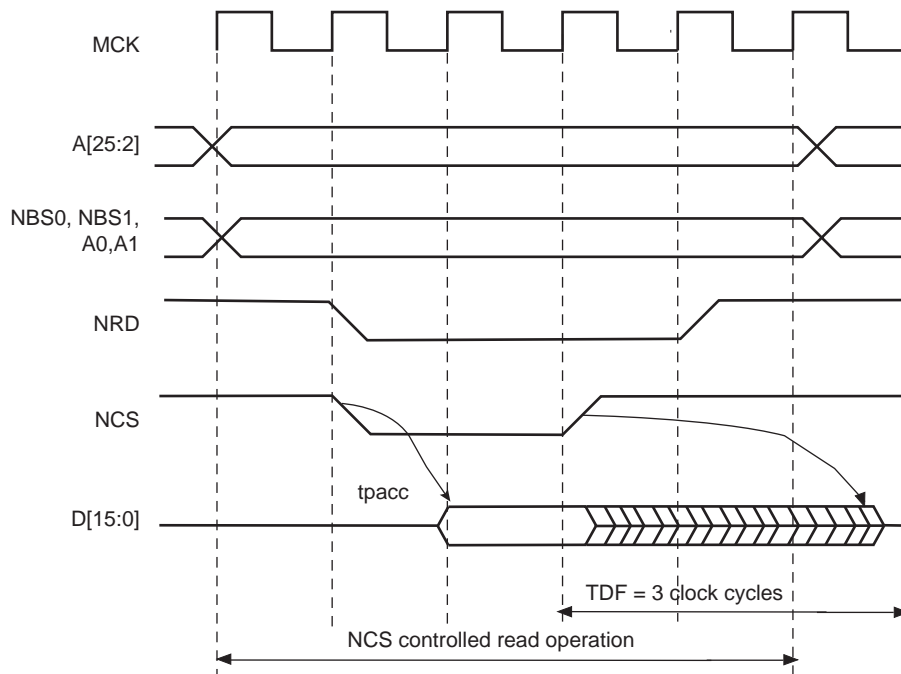 MCK
A[25:2]
NBS0, NBS1,
A0,A1
NRD
NCS
tpacc
D[15:0]
TDF = 3 clock cycles
NCS controlled read operation